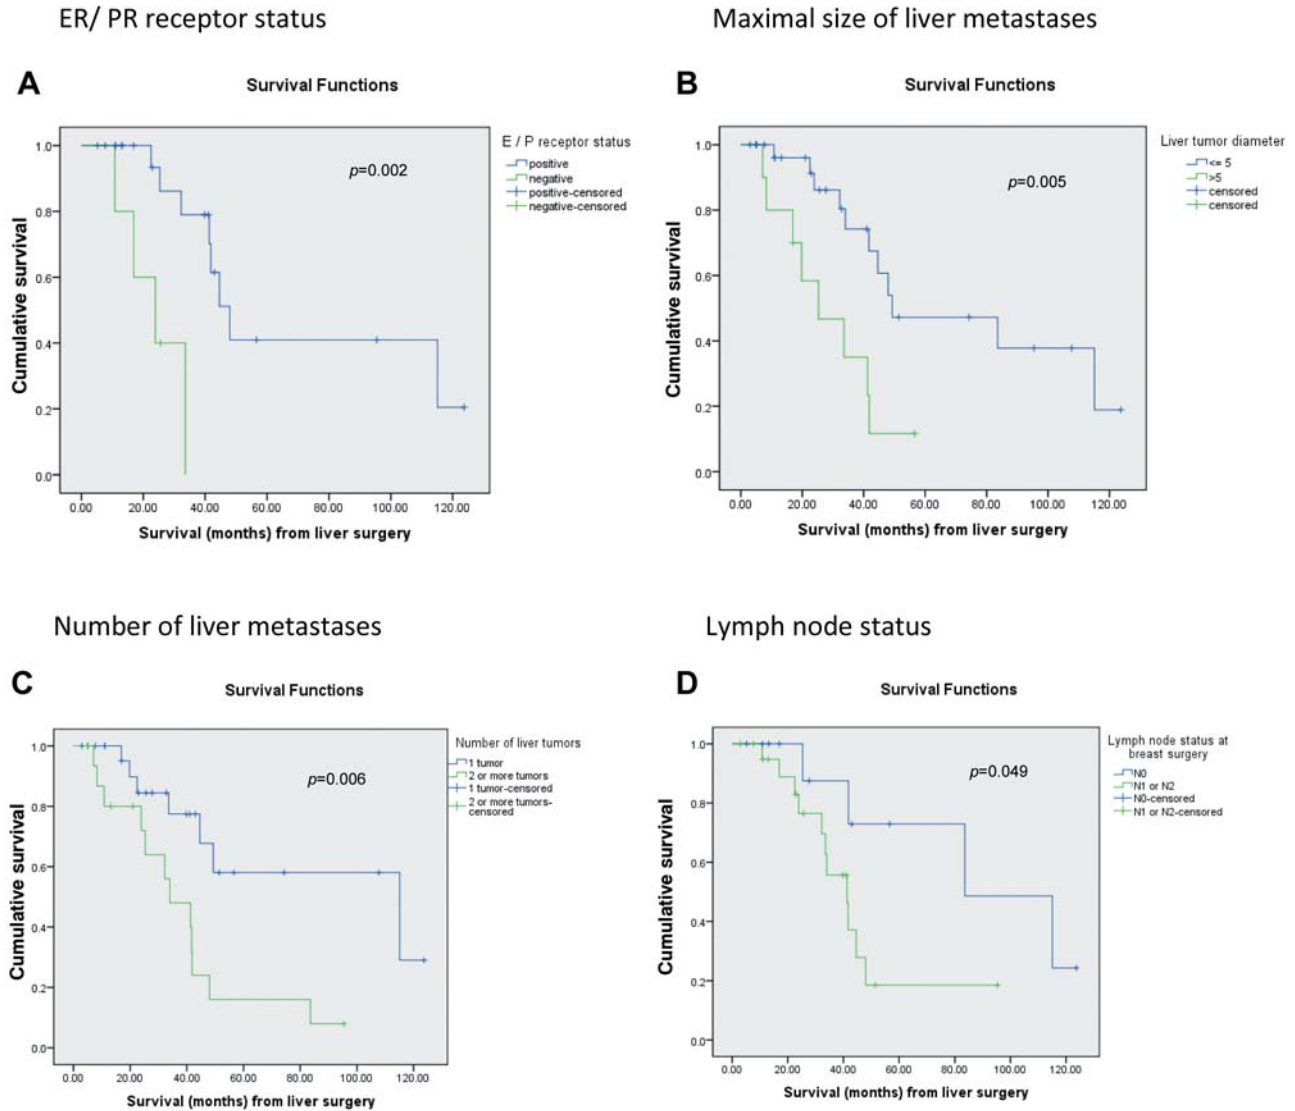 ER/ PR receptor status
Maximal size of liver metastases
A
Survival Functions
E / P receptor status
positive
negative
positive-censored
negative-censored
p=0.002
Cumulative survival
1.0
0.8
0.6
0.4
0.2
0.0
0.00 20.00 40.00 60.00 80.00 100.00 120.00
Survival (months) from liver surgery
B
Survival Functions
Liver tumor diameter
<= 5
>5
censored
censored
p=0.005
Cumulative survival
1.0
0.8
0.6
0.4
0.2
0.0
0.00 20.00 40.00 60.00 80.00 100.00 120.00
Survival (months) from liver surgery
Number of liver metastases
Lymph node status
C
Survival Functions
Number of liver tumors
1 tumor
2 or more tumors
1 tumor-censored
2 or more tumors-
censored
p=0.006
Cumulative survival
1.0
0.8
0.6
0.4
0.2
0.0
0.00 20.00 40.00 60.00 80.00 100.00 120.00
Survival (months) from liver surgery
D
Survival Functions
Lymph node status at
breast surgery
N0
N1 or N2
N0-censored
N1 or N2-censored
p=0.049
Cumulative survival
1.0
0.8
0.6
0.4
0.2
0.0
0.00 20.00 40.00 60.00 80.00 100.00 120.00
Survival (months) from liver surgery